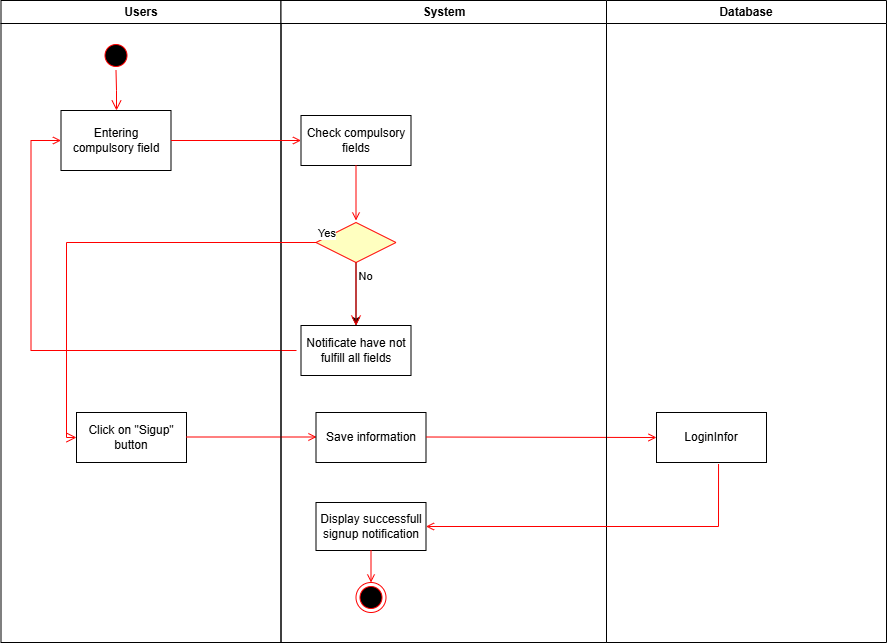 Users
System
Database
Entering
compulsory field
Check compulsory
fields
Yes
No
Notificate have not
fulfill all fields
Click on "Sigup"
button
Save information
LoginInfor
Display successfull
signup notification